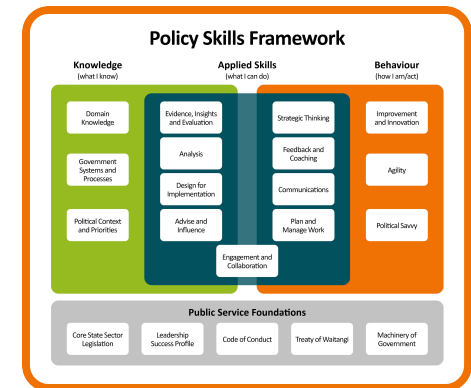 Policy Skills Framework
Knowledge
(what I know)
Applied Skills
(what I can do)
Behaviour
(how I am/act)
Domain
Knowledge
Government
Systems and
Processes
Political Context
and Priorities
Evidence, Insights
and Evaluation
Analysis
Design for
Implementation
Advise and
Influence
Strategic Thinking
Feedback and
Coaching
Communications
Plan and
Manage Work
Engagement and
Collaboration
Improvement
and Innovation
Agility
Political Savvy
Public Service Foundations
Core State Sector
Legislation
Leadership
Success Profile
Code of Conduct
Treaty of Waitangi
Machinery of
Government